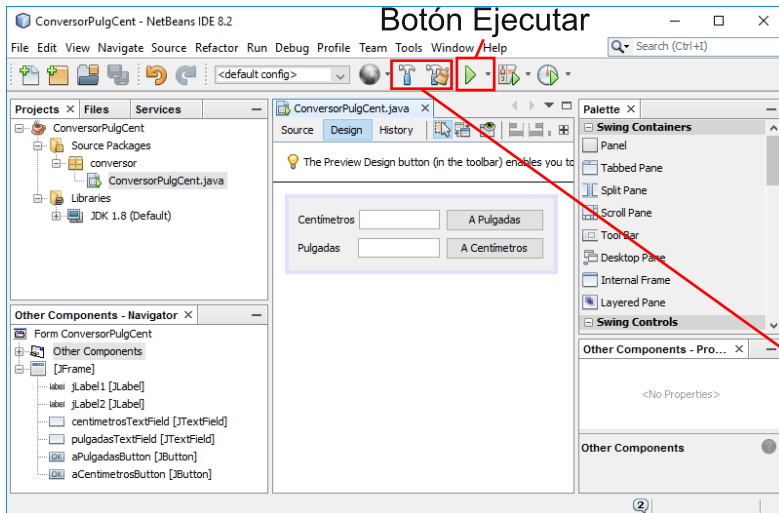 ConversorPulgCent - NetBeans IDE 8.2
Botón Ejecutar
File Edit View Navigate Source Refactor Run Debug Profile Team Tools Window Help
Search (Ctrl+I)
<default config>
Projects Files Services
ConversorPulgCent
Source Packages
conversor
ConversorPulgCent.java
Libraries
JDK 1.8 (Default)
Other Components - Navigator
Form ConversorPulgCent
Other Components
[JFrame]
label jLabel1 [JLabel]
label jLabel2 [JLabel]
centimetrosTextField [JTextField]
pulgadasTextField [JTextField]
OK aPulgadasButton [JButton]
OK aCentimetrosButton [JButton]
ConversorPulgCent.java
Source Design History
The Preview Design button (in the toolbar) enables you to
Centímetros A Pulgadas
Pulgadas A Centímetros
Palette
Swing Containers
Panel
Tabbed Pane
Split Pane
Scroll Pane
Tool Bar
Desktop Pane
Internal Frame
Layered Pane
Swing Controls
Other Components - Pro...
<No Properties>
Other Components
2